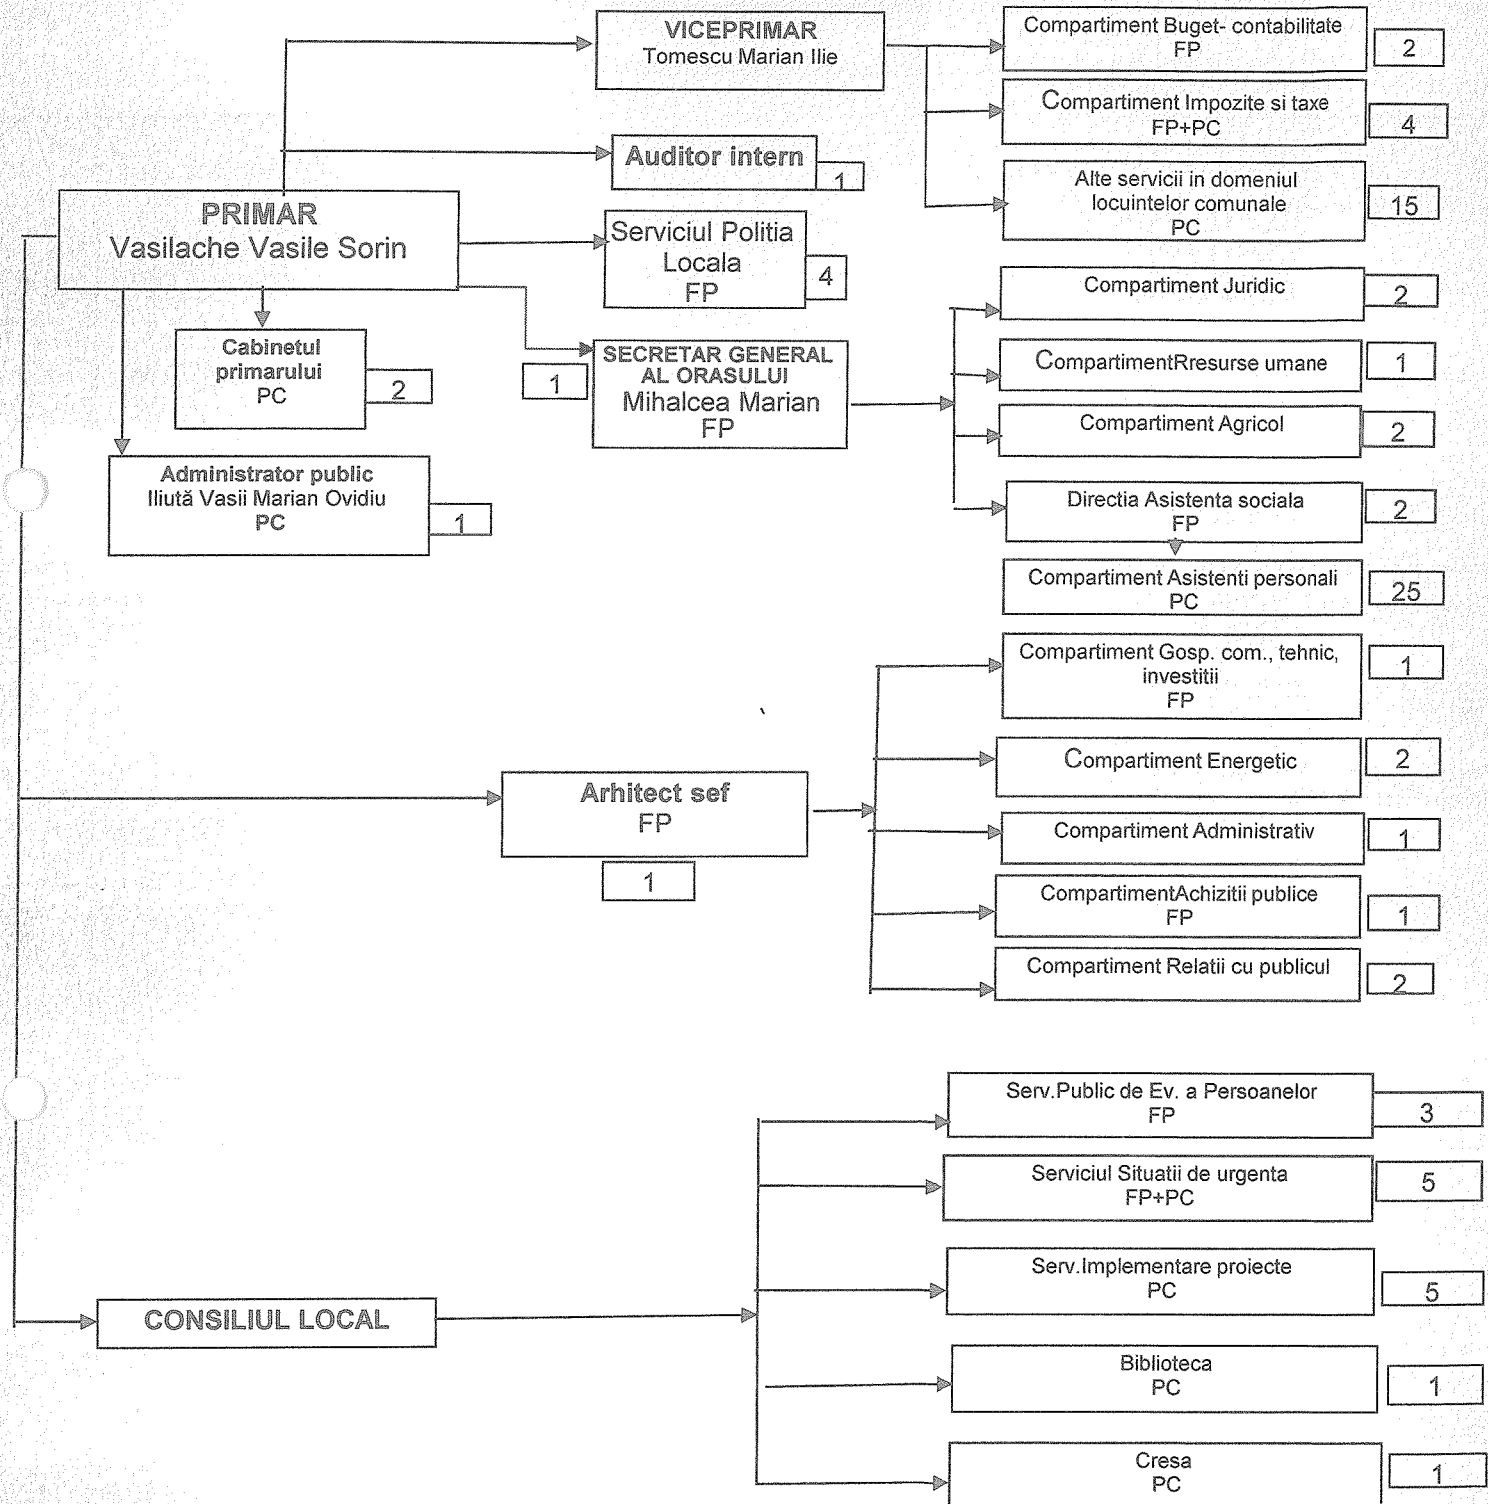 VICEPRIMAR
Tomescu Marian Ilie
Compartiment Buget- contabilitate
FP
2
Compartiment Impozite si taxe
FP+PC
4
Auditor intern
1
Alte servicii in domeniul
locuintelor comunale
PC
15
PRIMAR
Vasilache Vasile Sorin
Serviciul Politia
Locala
FP
4
Compartiment Juridic
2
Cabinetul
primarului
PC
2
1
SECRETAR GENERAL
AL ORASULUI
Mihalcea Marian
FP
CompartimentRresurse umane
1
Compartiment Agricol
2
Administrator public
Iliută Vasii Marian Ovidiu
PC
1
Directia Asistenta sociala
FP
2
Compartiment Asistenti personali
PC
25
Compartiment Gosp. com., tehnic,
investitii
FP
1
Compartiment Energetic
2
Arhitect sef
FP
1
Compartiment Administrativ
1
CompartimentAchizitii publice
FP
1
Compartiment Relatii cu publicul
2
Serv.Public de Ev. a Persoanelor
FP
3
Serviciul Situatii de urgenta
FP+PC
5
Serv.Implementare proiecte
PC
5
CONSILIUL LOCAL
Biblioteca
PC
1
Cresa
PC
1